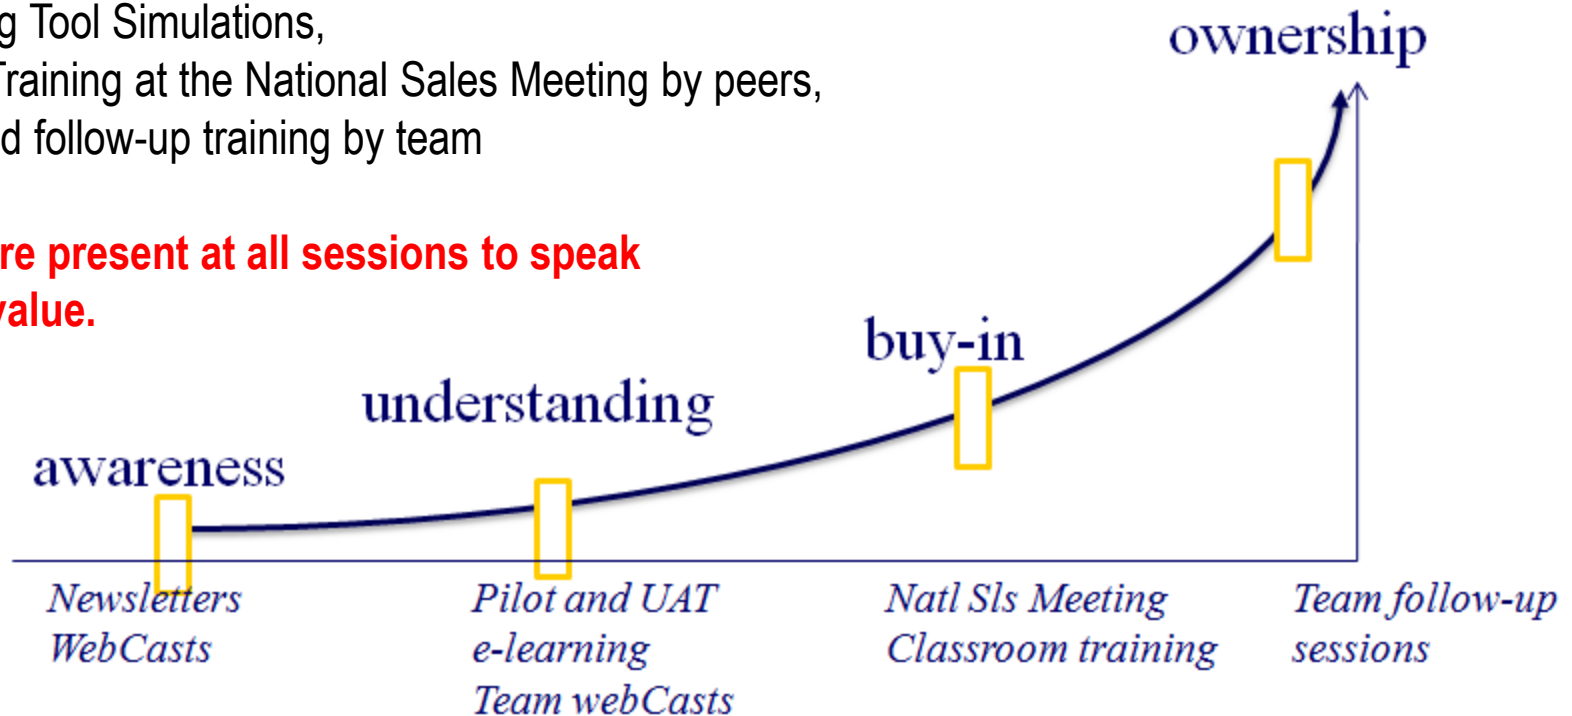 g Tool Simulations,
Training at the National Sales Meeting by peers,
d follow-up training by team
re present at all sessions to speak
value.
ownership
buy-in
understanding
awareness
Newsletters
WebCasts
Pilot and UAT
e-learning
Team webCasts
Natl Sls Meeting
Classroom training
Team follow-up
sessions